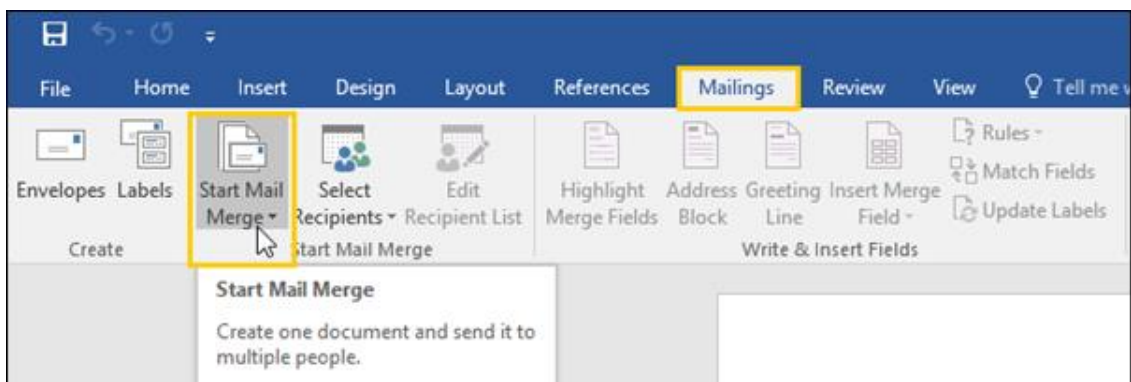 File Home Insert Design Layout References Mailings Review View Tell me
Envelopes Labels Start Mail Merge Select Recipients Edit Recipient List Highlight Merge Fields Address Block Greeting Line Insert Merge Field Rules
Match Fields
Update Labels
Create Start Mail Merge Write & Insert Fields
Start Mail Merge
Create one document and send it to
multiple people.